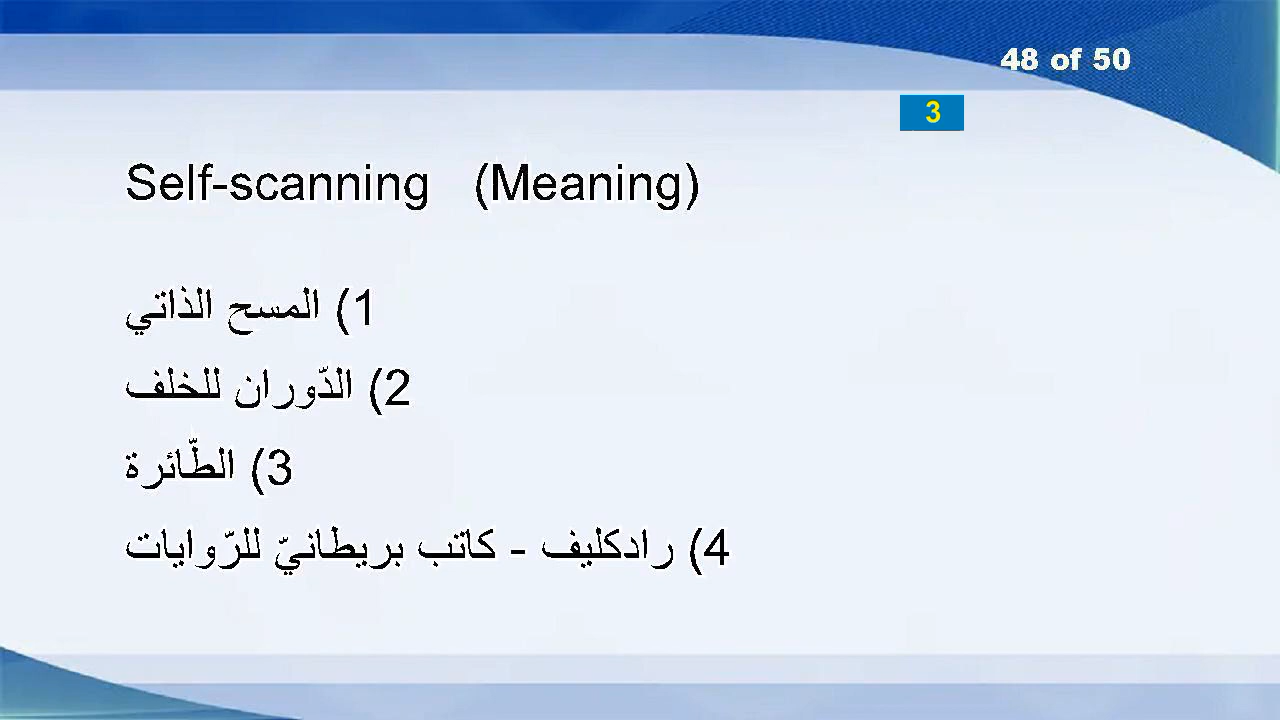 48 of 50
3
Self-scanning (Meaning)
1) المسح الذاتي
2) الدّوران للخلف
3) الطّائرة
4) رادكليف - كاتب بريطانيّ للرّوايات